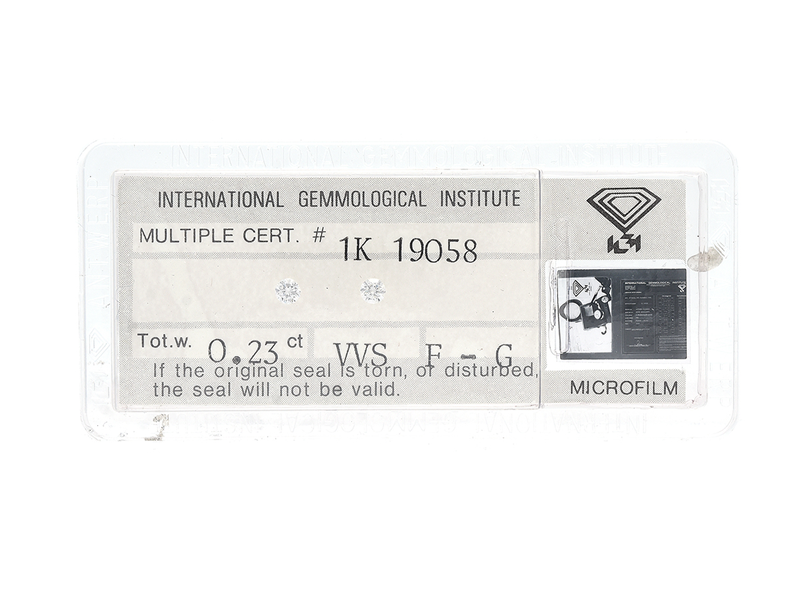 INTERNATIONAL GEMMOLOGICAL INSTITUTE
MULTIPLE CERT. # 1K 19058
Tot.w. 0.23 ct VVS F - G
If the original seal is torn, or disturbed,
the seal will not be valid.
IGI
MICROFILM